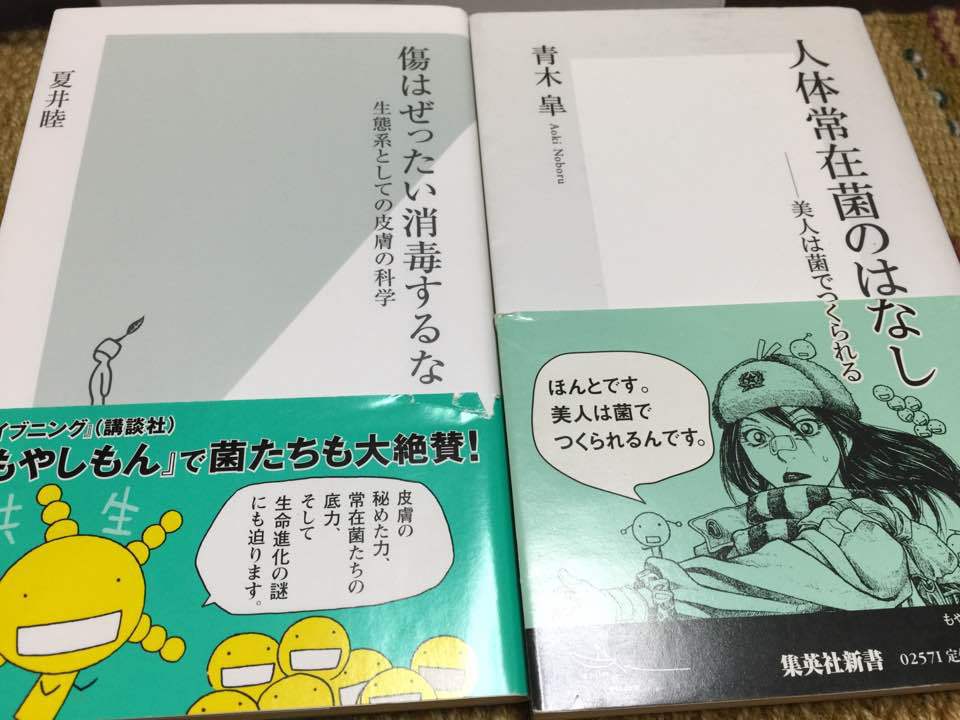 傷はぜったい消毒するな
生態系としての皮膚の科学
夏井睦
イブニング』(講談社)
もやしもん』で菌たちも大絶賛!
共生
皮膚の
秘めた力、
常在菌たちの
底力、
そして
生命進化の謎
にも迫ります。
人体常在菌のはなし
――美人は菌でつくられる
青木 皐
Aoki Noboru
ほんとです。
美人は菌で
つくられるんです。
もや
集英社新書
02571 定